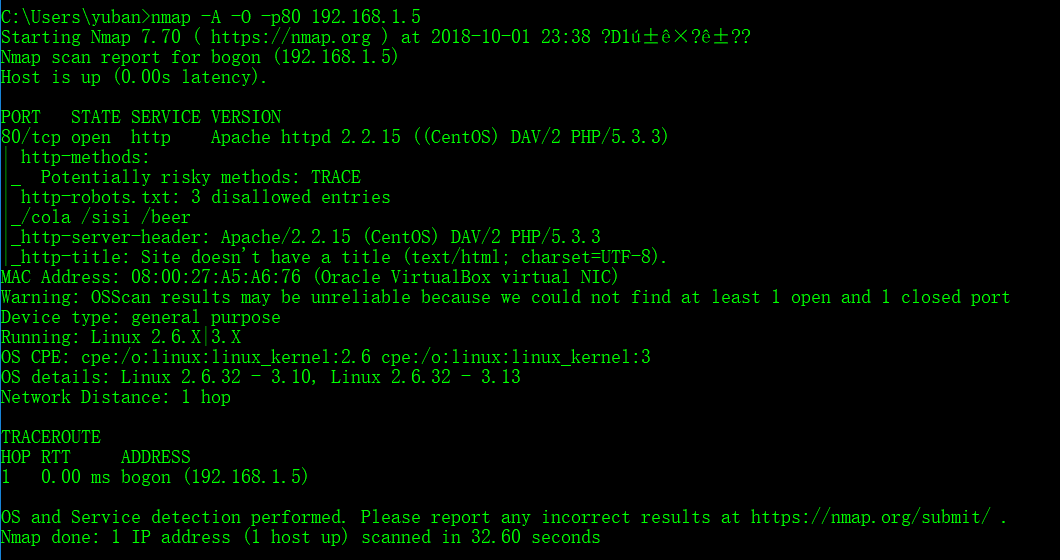 C:\Users\yuban>nmap -A -O -p80 192.168.1.5
Starting Nmap 7.70 ( https://nmap.org ) at 2018-10-01 23:38 ?D1ú±ê×?ê±??
Nmap scan report for bogon (192.168.1.5)
Host is up (0.00s latency).
PORT   STATE SERVICE VERSION
80/tcp open  http    Apache httpd 2.2.15 ((CentOS) DAV/2 PHP/5.3.3)
| http-methods:
|_  Potentially risky methods: TRACE
| http-robots.txt: 3 disallowed entries
|_/cola /sisi /beer
|_http-server-header: Apache/2.2.15 (CentOS) DAV/2 PHP/5.3.3
|_http-title: Site doesn't have a title (text/html; charset=UTF-8).
MAC Address: 08:00:27:A5:A6:76 (Oracle VirtualBox virtual NIC)
Warning: OSScan results may be unreliable because we could not find at least 1 open and 1 closed port
Device type: general purpose
Running: Linux 2.6.X|3.X
OS CPE: cpe:/o:linux:linux_kernel:2.6 cpe:/o:linux:linux_kernel:3
OS details: Linux 2.6.32 - 3.10, Linux 2.6.32 - 3.13
Network Distance: 1 hop
TRACEROUTE
HOP RTT     ADDRESS
1   0.00 ms bogon (192.168.1.5)
OS and Service detection performed. Please report any incorrect results at https://nmap.org/submit/ .
Nmap done: 1 IP address (1 host up) scanned in 32.60 seconds